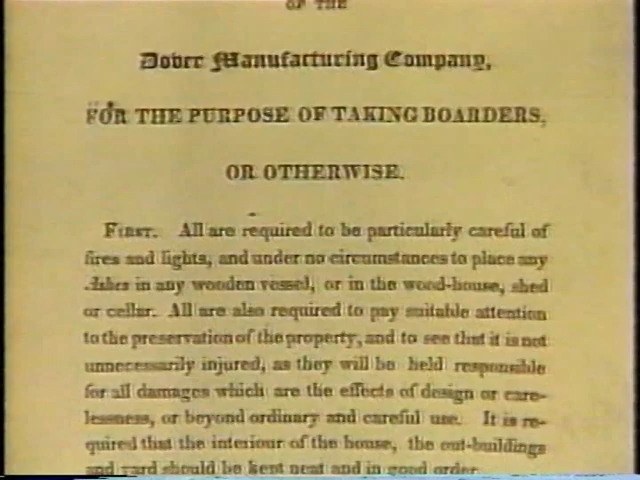 OF THE
Dover Manufacturing Company,
FOR THE PURPOSE OF TAKING BOARDERS,
OR OTHERWISE.
FIRST. All are required to be particularly careful of
fires and lights, and under no circumstances to place any
Ashes in any wooden vessel, or in the wood-house, shed
or cellar. All are also required to pay suitable attention
to the preservation of the property, and to see that it is not
unnecessarily injured, as they will be held responsible
for all damages which are the effects of design or care-
lessness, or beyond ordinary and careful use. It is re-
quired that the interiour of the house, the out-buildings
and yard should be kept neat and in good order.